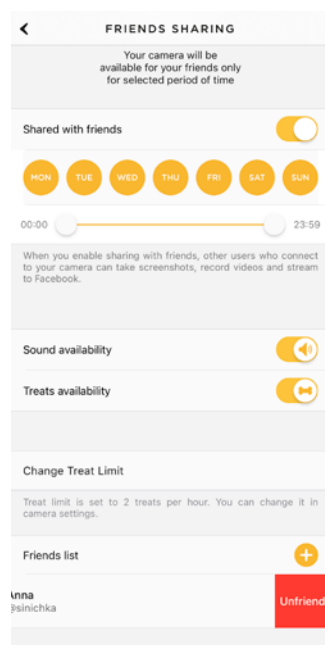 FRIENDS SHARING
Your camera will be
available for your friends only
for selected period of time
Shared with friends
MON TUE WED THU FRI SAT SUN
00:00 23:59
When you enable sharing with friends, other users who connect
to your camera can take screenshots, record videos and stream
to Facebook.
Sound availability
Treats availability
Change Treat Limit
Treat limit is set to 2 treats per hour. You can change it in
camera settings.
Friends list
Anna
@sinichka
Unfriend